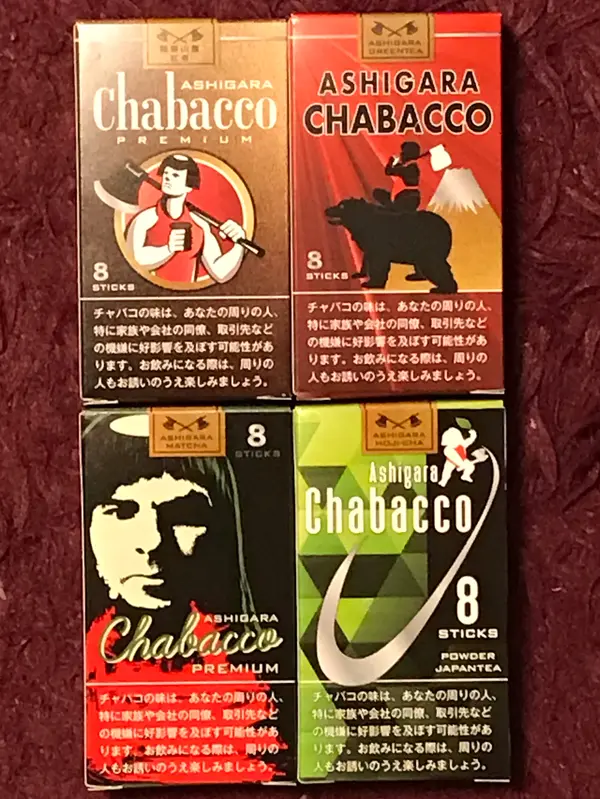 ASHIGARA
Chabacco
PREMIUM
8
STICKS
チャバコの味は、あなたの周りの人、
特に家族や会社の同僚、取引先など
の機嫌に好影響を及ぼす可能性があ
ります。お飲みになる際は、周りの
人もお誘いのうえ楽しみましょう。
ASHIGARA
GREENTEA
ASHIGARA
CHABACCO
8
STICKS
チャバコの味は、あなたの周りの人、
特に家族や会社の同僚、取引先など
の機嫌に好影響を及ぼす可能性があ
ります。お飲みになる際は、周りの
人もお誘いのうえ楽しみましょう。
ASHIGARA
MATCHA
8
STICKS
ASHIGARA
Chabacco
PREMIUM
チャバコの味は、あなたの周りの人、
特に家族や会社の同僚、取引先など
の機嫌に好影響を及ぼす可能性があ
ります。お飲みになる際は、周りの
人もお誘いのうえ楽しみましょう。
ASHIGARA
HOJI-CHA
Ashigara
Chabacco
8
STICKS
POWDER
JAPANTEA
チャバコの味は、あなたの周りの人、
特に家族や会社の同僚、取引先など
の機嫌に好影響を及ぼす可能性があ
ります。お飲みになる際は、周りの
人もお誘いのうえ楽しみましょう。